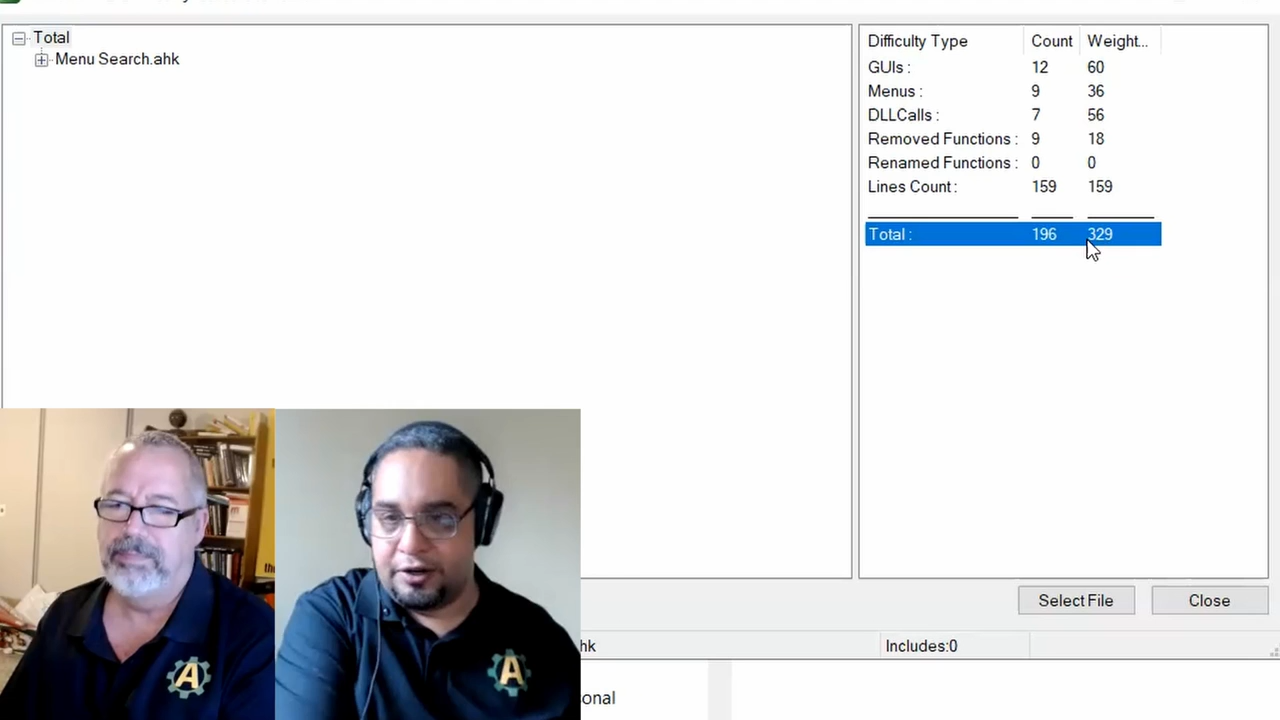 Total
Menu Search.ahk
Difficulty Type Count Weight...
GUIs : 12 60
Menus : 9 36
DLLCalls : 7 56
Removed Functions : 9 18
Renamed Functions : 0 0
Lines Count : 159 159
Total : 196 329
Select File Close
hk Includes:0
onal
A A